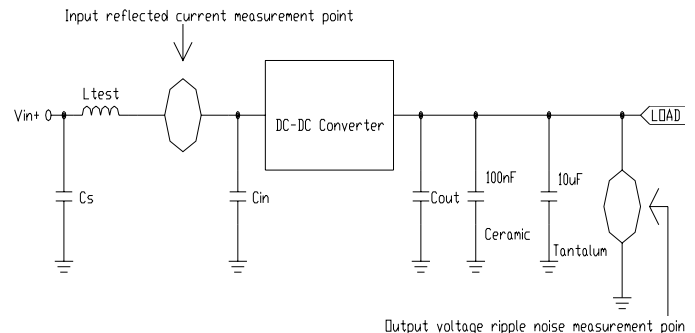 Input reflected current measurement point
Ltest
Vin+
DC-DC Converter
LOAD
Cs
Cin
Cout
100nF
10uF
Ceramic
Tantalum
Output voltage ripple noise measurement poin